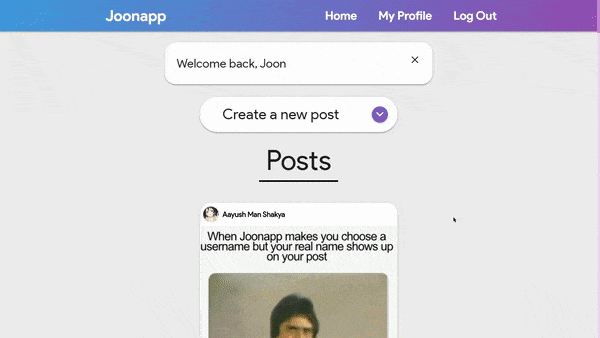 Joonapp
Home
My Profile
Log Out
Welcome back, Joon
Create a new post
Posts
Aayush Man Shakya
When Joonapp makes you choose a
username but your real name shows up
on your post